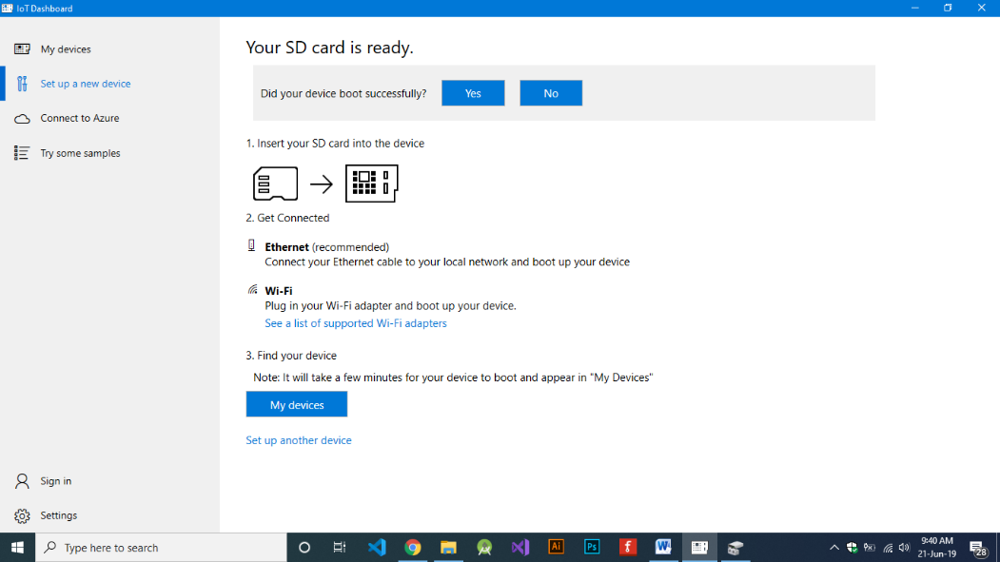 IoT Dashboard
My devices
Set up a new device
Connect to Azure
Try some samples
Sign in
Settings
Your SD card is ready.
Did your device boot successfully? Yes No
1. Insert your SD card into the device
2. Get Connected
Ethernet (recommended)
Connect your Ethernet cable to your local network and boot up your device
Wi-Fi
Plug in your Wi-Fi adapter and boot up your device.
See a list of supported Wi-Fi adapters
3. Find your device
Note: It will take a few minutes for your device to boot and appear in "My Devices"
My devices
Set up another device
Type here to search
Ai
Ps
f
W
9:40 AM
21-Jun-19
28